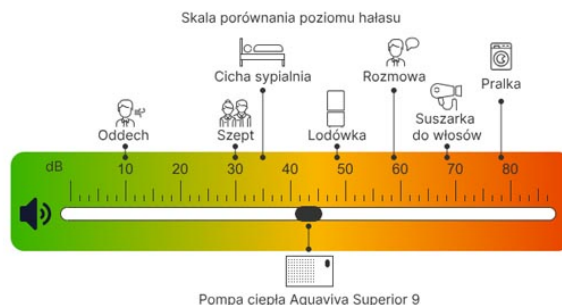 Skala porównania poziomu hałasu
Cicha sypialnia
Rozmowa
Pralka
Oddech
Szept
Lodówka
Suszarka
do włosów
dB 10 20 30 40 50 60 70 80
Pompa ciepła Aquaviva Superior 9